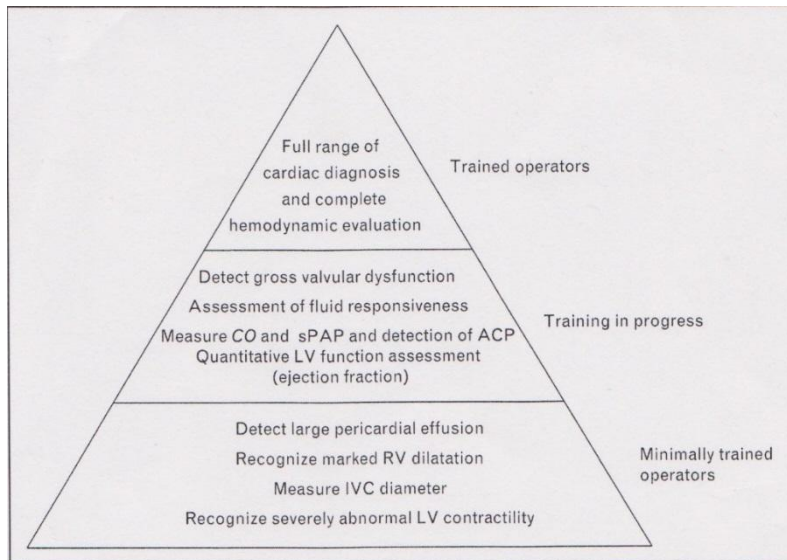 Full range of
cardiac diagnosis
and complete
hemodynamic evaluation
Trained operators
Detect gross valvular dysfunction
Assessment of fluid responsiveness
Measure CO and sPAP and detection of ACP
Quantitative LV function assessment
(ejection fraction)
Training in progress
Detect large pericardial effusion
Recognize marked RV dilatation
Measure IVC diameter
Recognize severely abnormal LV contractility
Minimally trained
operators